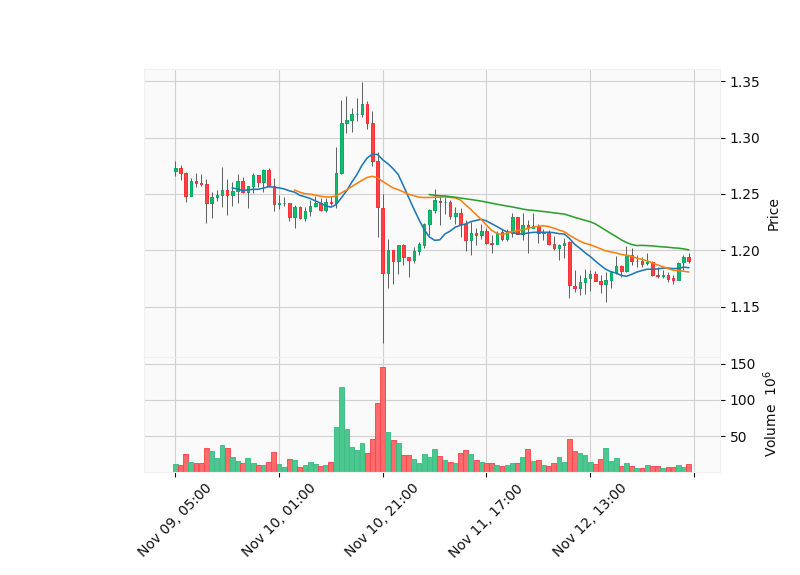 1.35
1.30
1.25
1.20
1.15
Price
150
100
50
Volume 10^6
Nov 09, 05:00
Nov 10, 01:00
Nov 10, 21:00
Nov 11, 17:00
Nov 12, 13:00